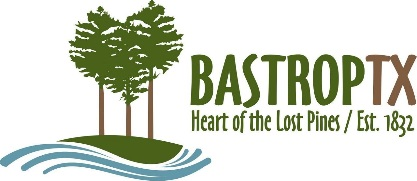 BASTROPTX
Heart of the Lost Pines / Est. 1832